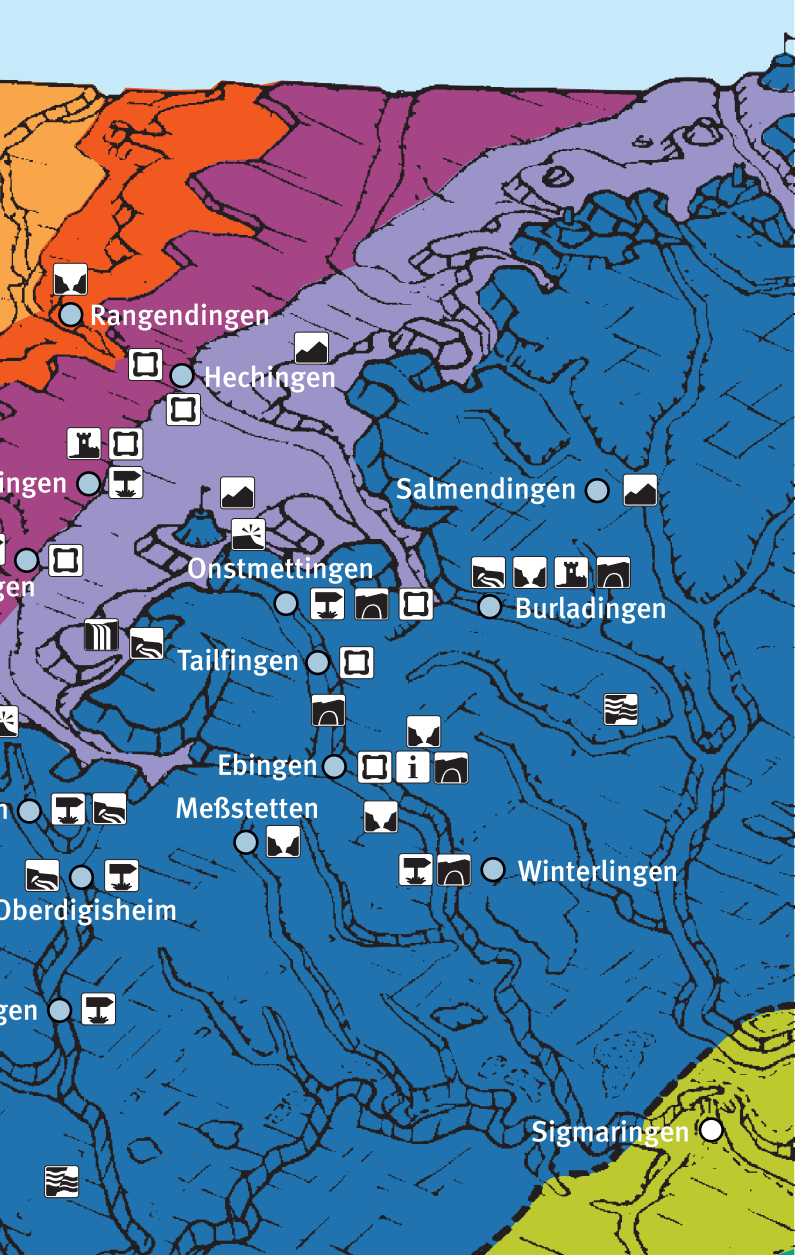 Rangendingen
Hechingen
ingen
Salmendingen
gen
Onstmettingen
Burladingen
Tailfingen
Ebingen
i
Meßstetten
n
Winterlingen
Oberdigisheim
gen
Sigmaringen